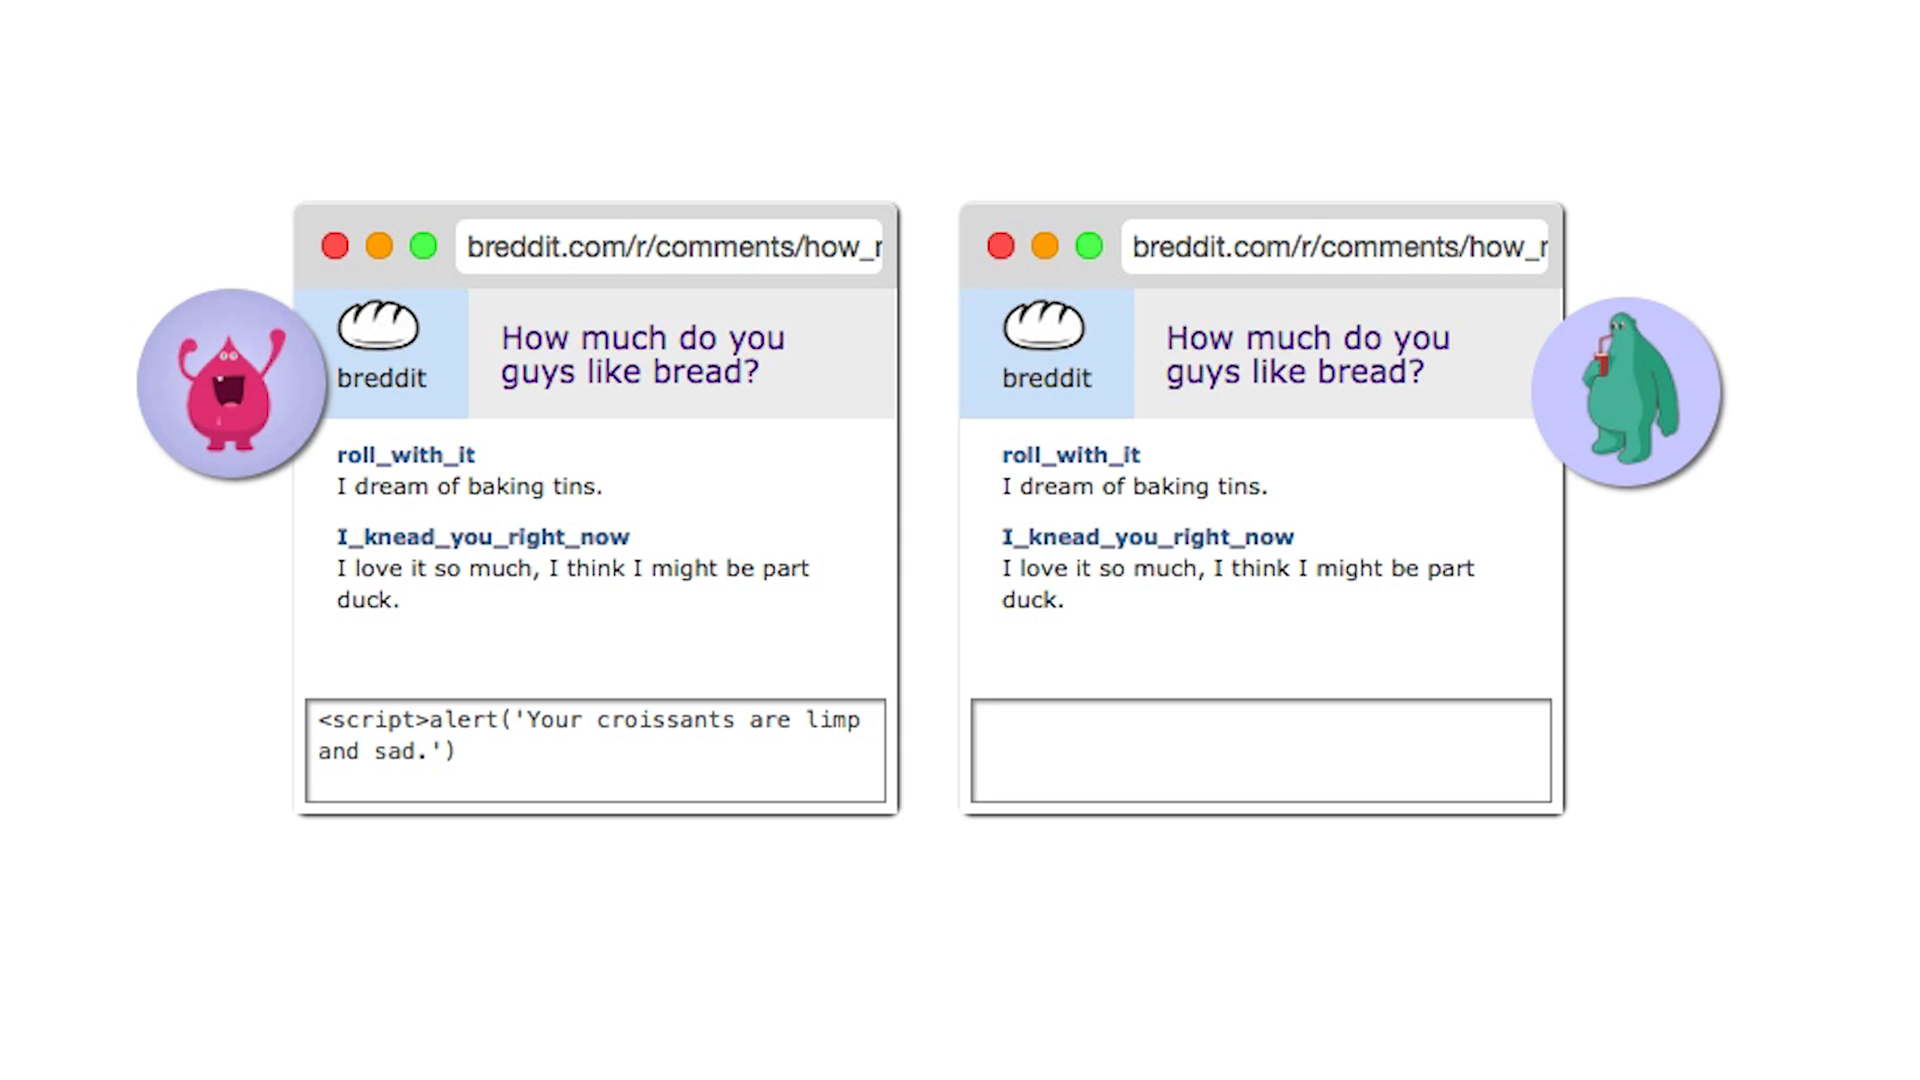 breddit.com/r/comments/how_r
breddit
How much do you
guys like bread?
roll_with_it
I dream of baking tins.
I_knead_you_right_now
I love it so much, I think I might be part
duck.
<script>alert('Your croissants are limp
and sad.')
breddit.com/r/comments/how_r
breddit
How much do you
guys like bread?
roll_with_it
I dream of baking tins.
I_knead_you_right_now
I love it so much, I think I might be part
duck.